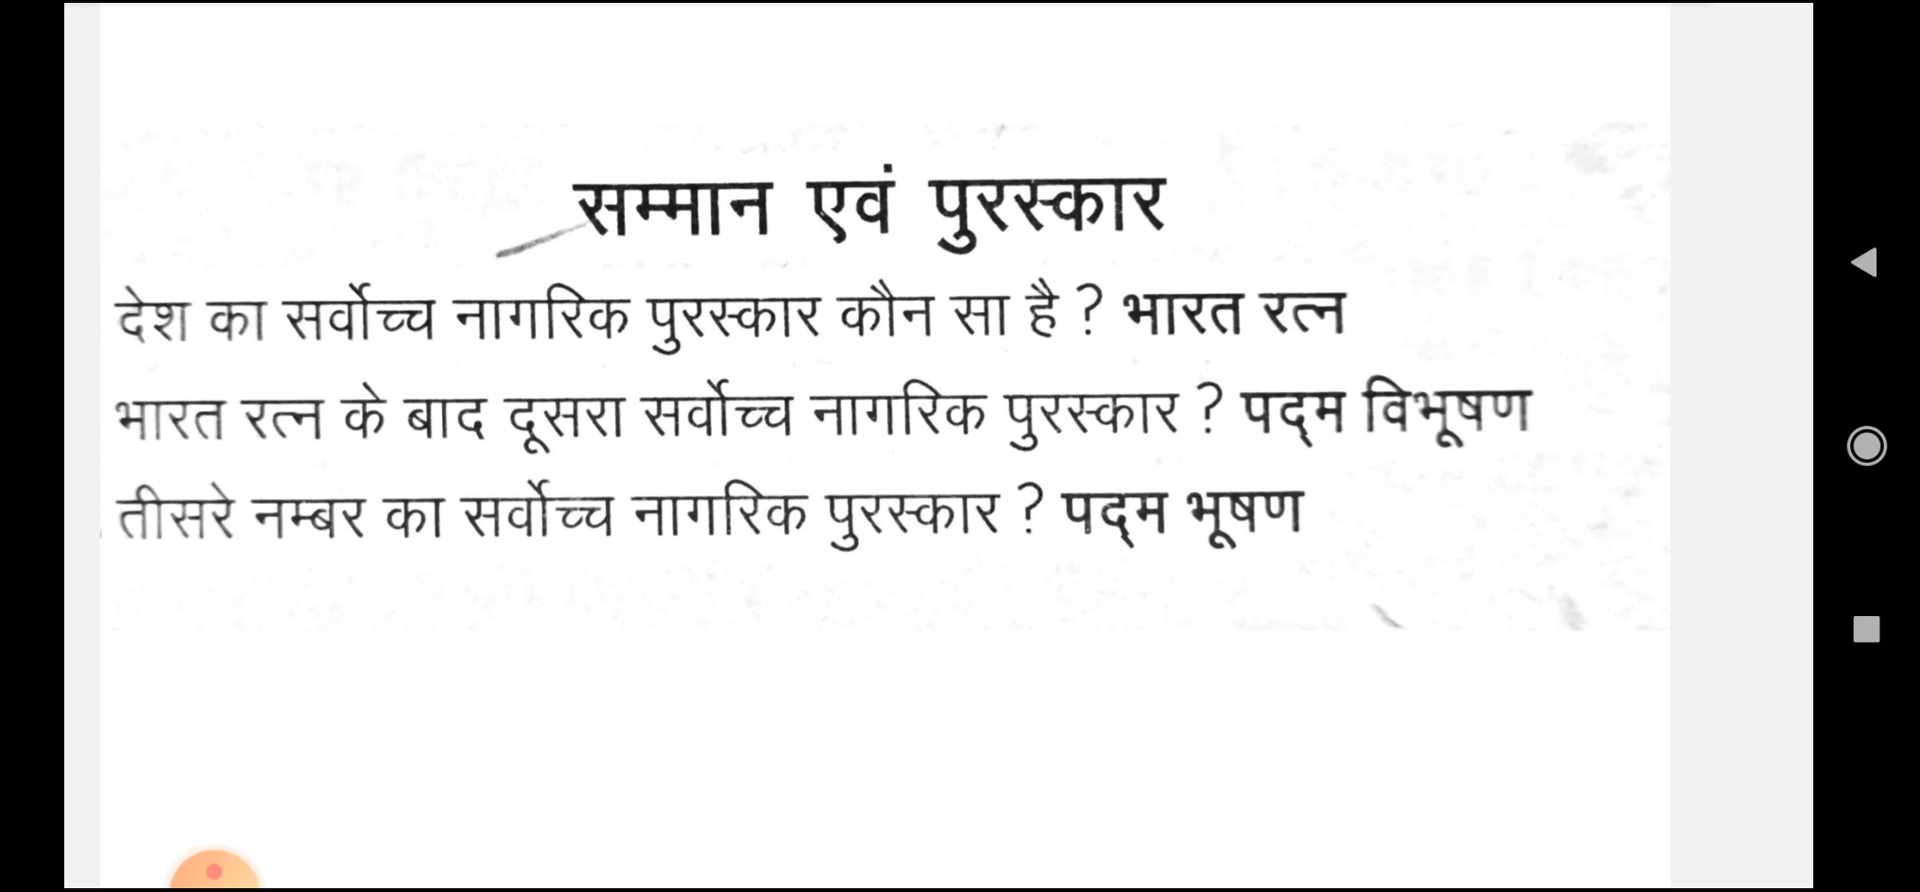 सम्मान एवं पुरस्कार
देश का सर्वोच्च नागरिक पुरस्कार कौन सा है ? भारत रत्न
भारत रत्न के बाद दूसरा सर्वोच्च नागरिक पुरस्कार ? पद्म विभूषण
तीसरे नम्बर का सर्वोच्च नागरिक पुरस्कार ? पद्म भूषण